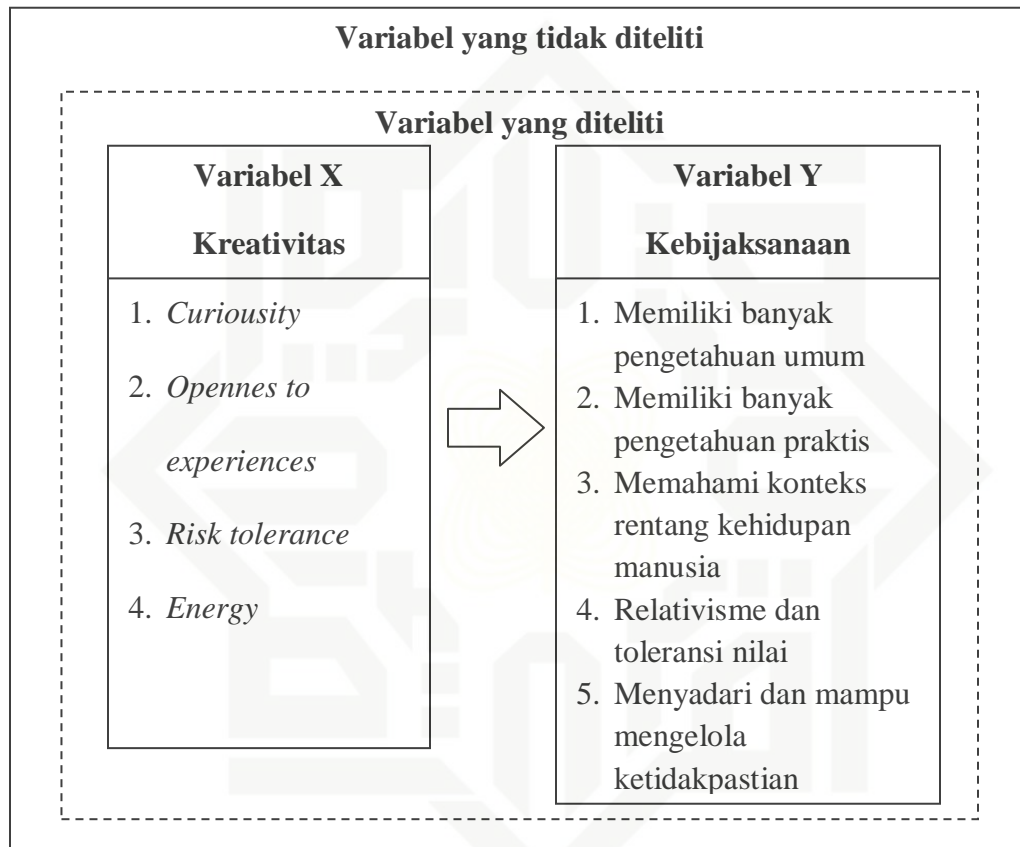 Variabel yang tidak diteliti
Variabel yang diteliti
Variabel X
Kreativitas
1. Curiousity
2. Opennes to
experiences
3. Risk tolerance
4. Energy
Variabel Y
Kebijaksanaan
1. Memiliki banyak
pengetahuan umum
2. Memiliki banyak
pengetahuan praktis
3. Memahami konteks
rentang kehidupan
manusia
4. Relativisme dan
toleransi nilai
5. Menyadari dan mampu
mengelola
ketidakpastian